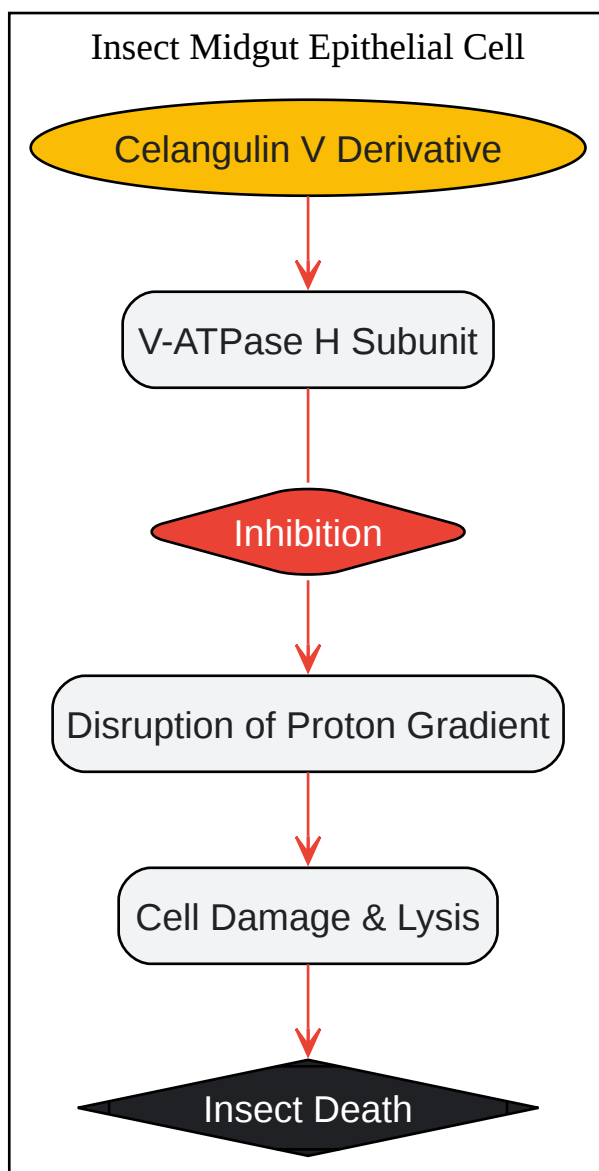 Insect Midgut Epithelial Cell
Celangulin V Derivative
V-ATPase H Subunit
Inhibition
Disruption of Proton Gradient
Cell Damage & Lysis
Insect Death